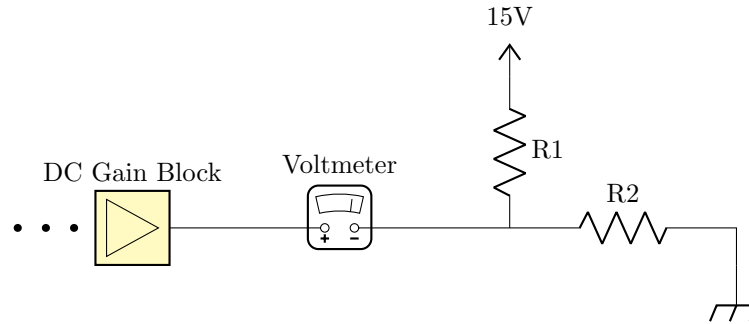 15V
R1
DC Gain Block
Voltmeter
R2
+ −